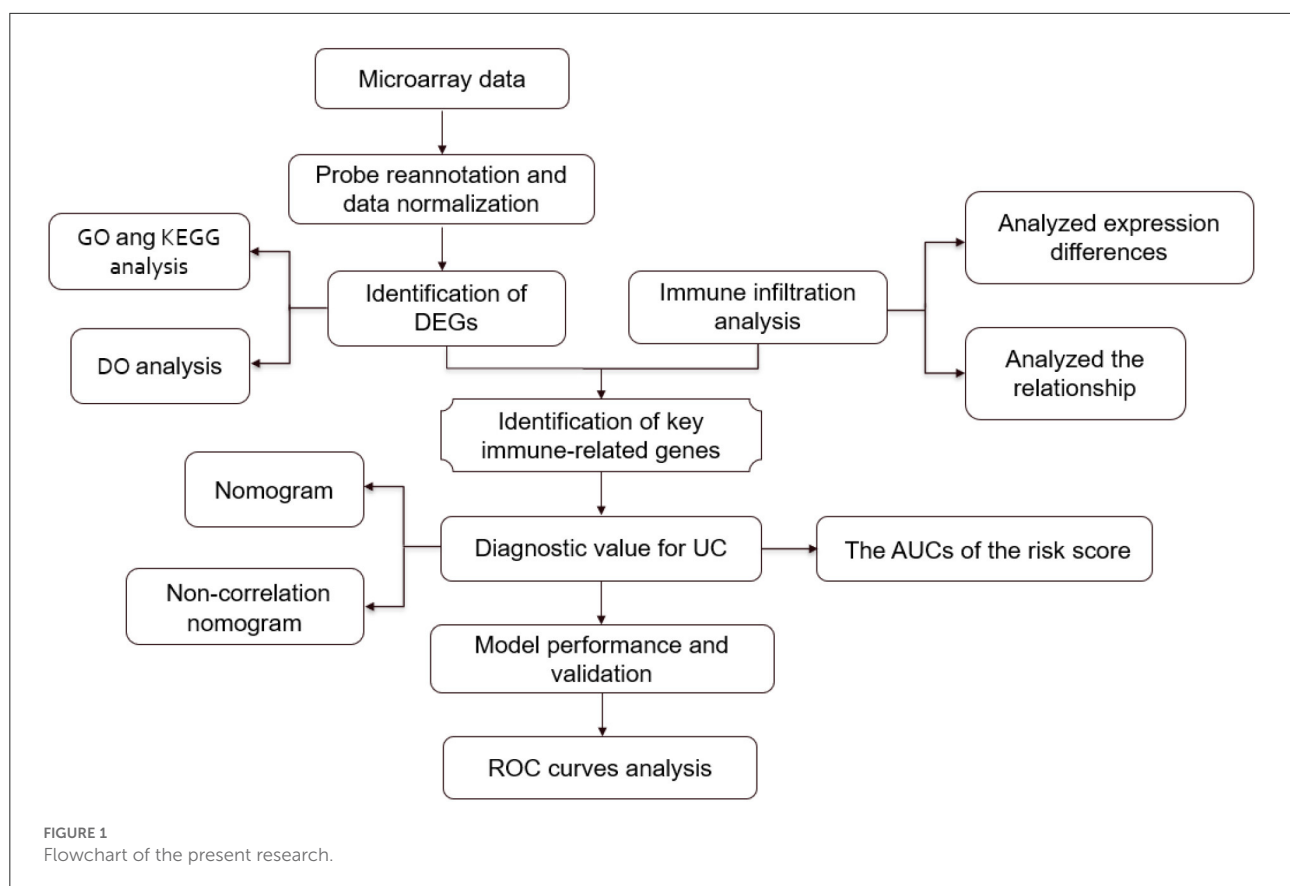 Microarray data
Probe reannotation and
data normalization
GO ang KEGG
analysis
DO analysis
Identification of
DEGs
Immune infiltration
analysis
Analyzed expression
differences
Analyzed the
relationship
Identification of key
immune-related genes
Nomogram
Non-correlation
nomogram
Diagnostic value for UC
The AUCs of the risk score
Model performance and
validation
ROC curves analysis
FIGURE 1
Flowchart of the present research.